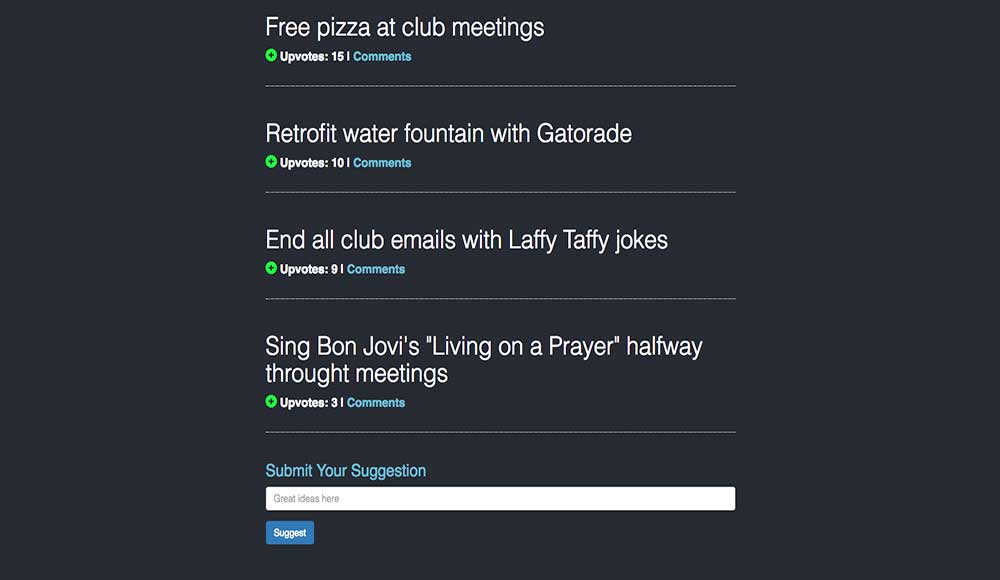 Free pizza at club meetings
Upvotes: 15 | Comments
Retrofit water fountain with Gatorade
Upvotes: 10 | Comments
End all club emails with Laffy Taffy jokes
Upvotes: 9 | Comments
Sing Bon Jovi's "Living on a Prayer" halfway
throught meetings
Upvotes: 3 | Comments
Submit Your Suggestion
Great ideas here
Suggest